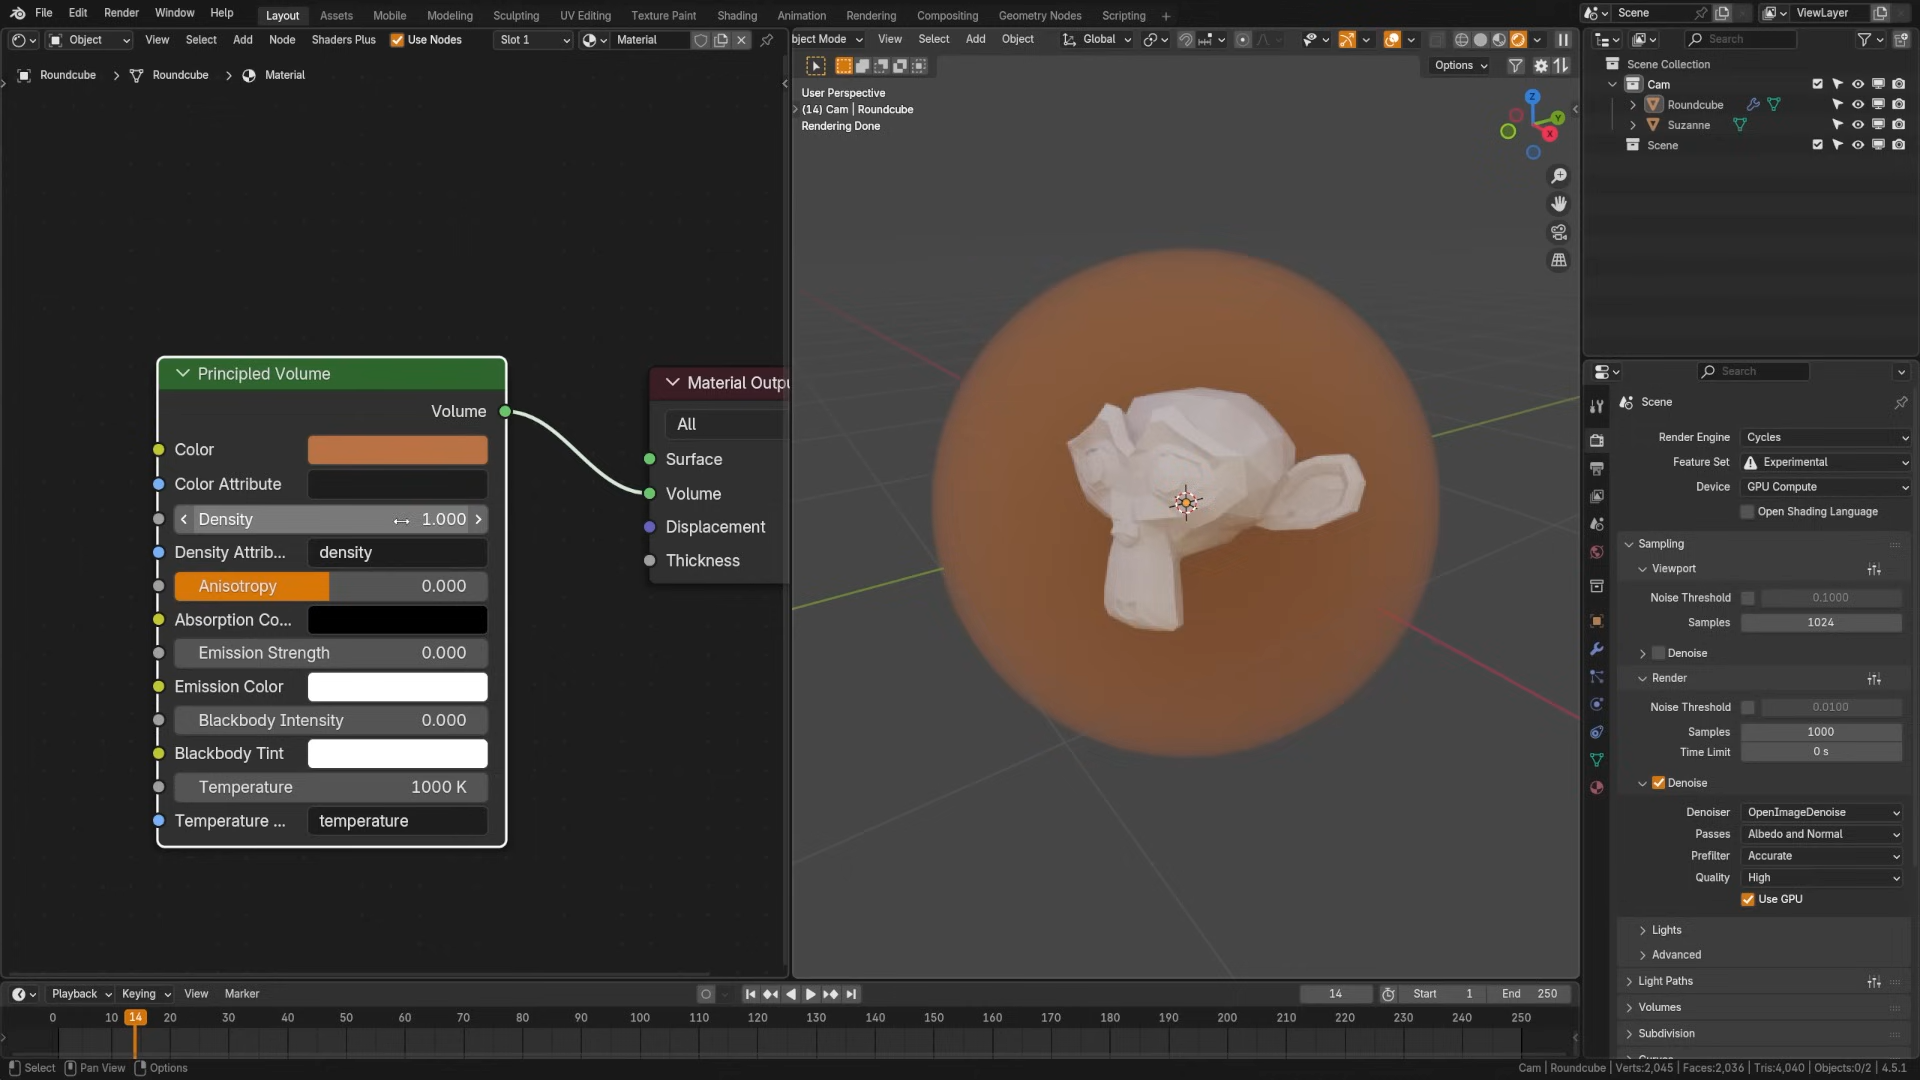 File Edit Render Window Help Layout Assets Mobile Modeling Sculpting UV Editing Texture Paint Shading Animation Rendering Compositing Geometry Nodes Scripting + Scene ViewLayer
Object View Select Add Node Shaders Plus Use Nodes Slot 1 Material
bject Mode View Select Add Object Global
Search
Roundcube > Roundcube > Material
Options
User Perspective
(14) Cam | Roundcube
Rendering Done
Z
Y
X
Scene Collection
Cam
Roundcube
Suzanne
Scene
Principled Volume
Volume
Color
Color Attribute
Density 1.000
Density Attrib... density
Anisotropy 0.000
Absorption Co...
Emission Strength 0.000
Emission Color
Blackbody Intensity 0.000
Blackbody Tint
Temperature 1000 K
Temperature ... temperature
Material Outp
All
Surface
Volume
Displacement
Thickness
Search
Scene
Render Engine Cycles
Feature Set Experimental
Device GPU Compute
Open Shading Language
Sampling
Viewport
Noise Threshold 0.1000
Samples 1024
Denoise
Render
Noise Threshold 0.0100
Samples 1000
Time Limit 0 s
Denoise
Denoiser OpenImageDenoise
Passes Albedo and Normal
Prefilter Accurate
Quality High
Use GPU
Lights
Advanced
Light Paths
Volumes
Subdivision
Playback Keying View Marker 14 Start 1 End 250
0 10 14 20 30 40 50 60 70 80 90 100 110 120 130 140 150 160 170 180 190 200 210 220 230 240 250
Select Pan View Options
Cam | Roundcube | Verts:2,045 | Faces:2,036 | Tris:4,040 | Objects:0/2 | 4.5.1